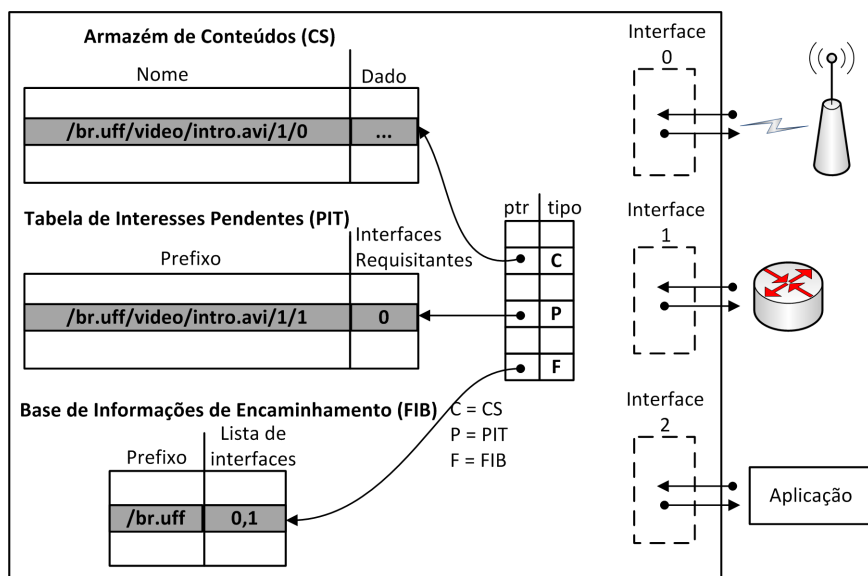 Armazém de Conteúdos (CS)
Nome
Dado
/br.uff/video/intro.avi/1/0
...
Tabela de Interesses Pendentes (PIT)
Prefixo
Interfaces
Requisitantes
/br.uff/video/intro.avi/1/1
0
Base de Informações de Encaminhamento (FIB)
Prefixo
Lista de
interfaces
/br.uff
0,1
ptr
tipo
C
P
F
C = CS
P = PIT
F = FIB
Interface
0
Interface
1
Interface
2
Aplicação